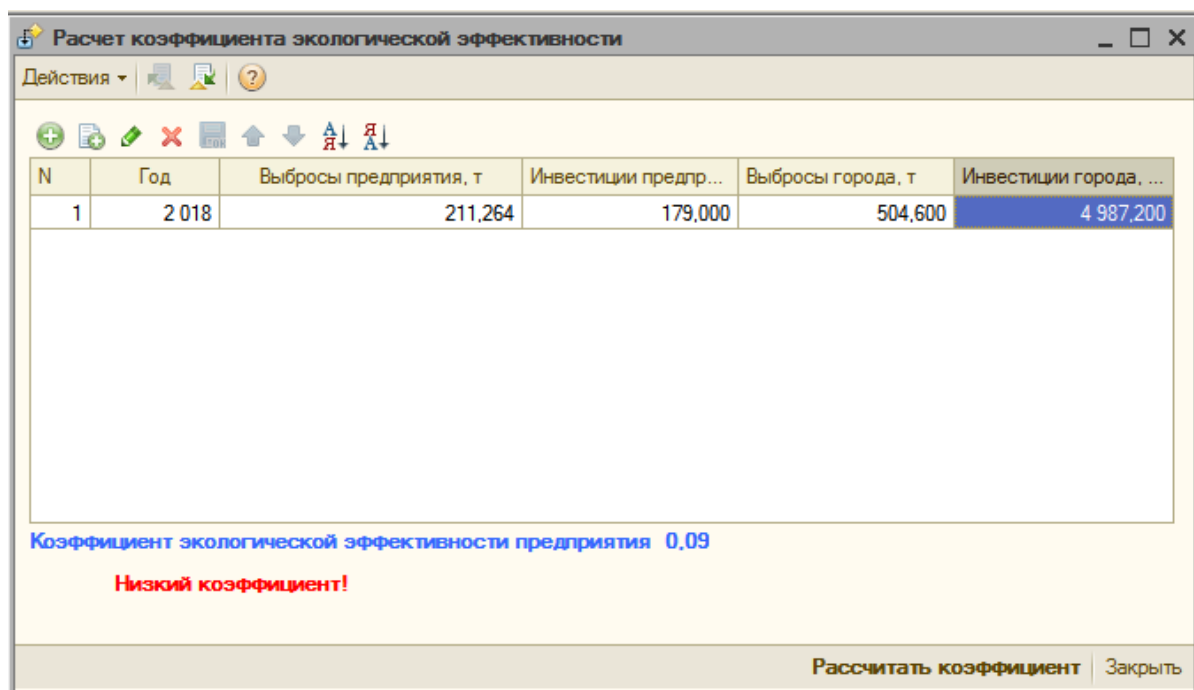 Расчет коэффициента экологической эффективности
Действия
N Год Выбросы предприятия, т Инвестиции предпр... Выбросы города, т Инвестиции города, ...
1 2 018 211,264 179,000 504,600 4 987,200
Коэффициент экологической эффективности предприятия 0,09
Низкий коэффициент!
Рассчитать коэффициент Закрыть